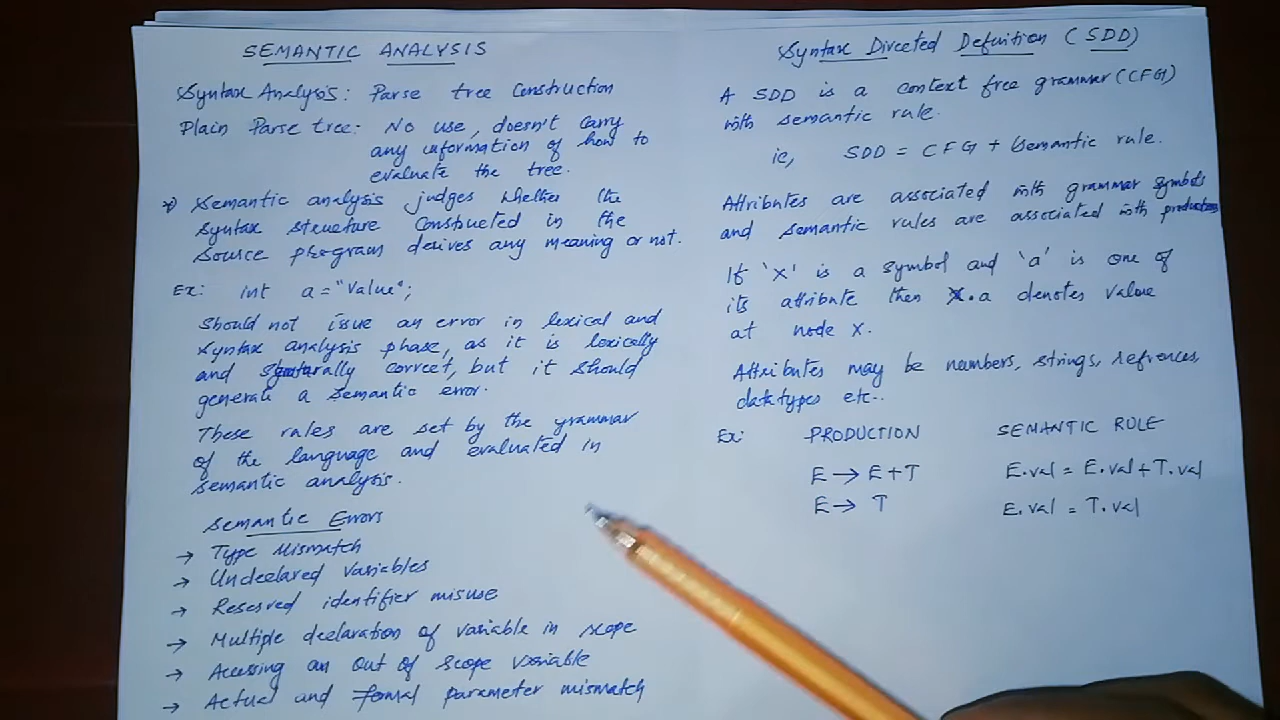 SEMANTIC ANALYSIS
Syntax Analysis: Parse tree Construction
Plain Parse tree: No use, doesn't carry
any information of how to
evaluate the tree.
Semantic analysis judges whether the
syntax structure constructed in the
source program derives any meaning or not.
Ex: int a = "value";
Should not issue an error in lexical and
syntax analysis phase, as it is lexically
and structurally correct, but it should
generate a semantic error.
These rules are set by the grammar
of the language and evaluated in
semantic analysis.
Semantic Errors
→ Type Mismatch
→ Undeclared Variables
→ Reserved identifier misuse
→ Multiple declaration of variable in scope
→ Accessing an out of scope variable
→ Actual and formal parameter mismatch
Syntax Directed Definition (SDD)
A SDD is a context free grammar (CFG)
with semantic rule.
ie, SDD = CFG + Semantic rule.
Attributes are associated with grammar symbols
and semantic rules are associated with productions
If 'X' is a symbol and 'a' is one of
its attribute then X.a denotes value
at node X.
Attributes may be numbers, strings, refrences,
datatypes etc..
Ex: PRODUCTION SEMANTIC RULE
E → E+T E.val = E.val + T.val
E → T E.val = T.val